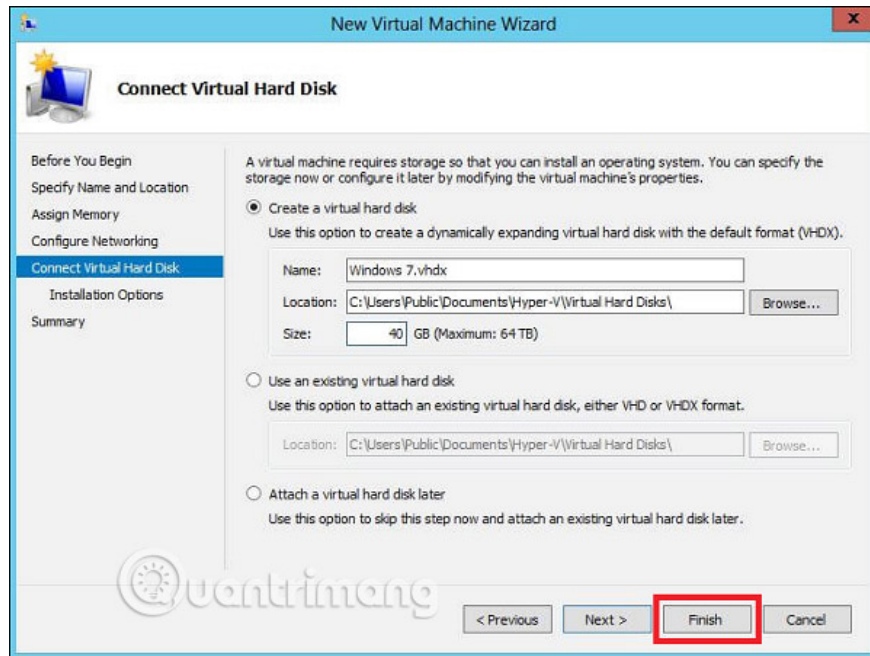 New Virtual Machine Wizard
x
Connect Virtual Hard Disk
Before You Begin
Specify Name and Location
Assign Memory
Configure Networking
Connect Virtual Hard Disk
Installation Options
Summary
A virtual machine requires storage so that you can install an operating system. You can specify the
storage now or configure it later by modifying the virtual machine's properties.
Create a virtual hard disk
Use this option to create a dynamically expanding virtual hard disk with the default format (VHDX).
Name: Windows 7.vhdx
Location: C:\Users\Public\Documents\Hyper-V\Virtual Hard Disks\ Browse...
Size: 40 GB (Maximum: 64 TB)
Use an existing virtual hard disk
Use this option to attach an existing virtual hard disk, either VHD or VHDX format.
Location: C:\Users\Public\Documents\Hyper-V\Virtual Hard Disks\ Browse...
Attach a virtual hard disk later
Use this option to skip this step now and attach an existing virtual hard disk later.
Quantrimang
< Previous Next > Finish Cancel